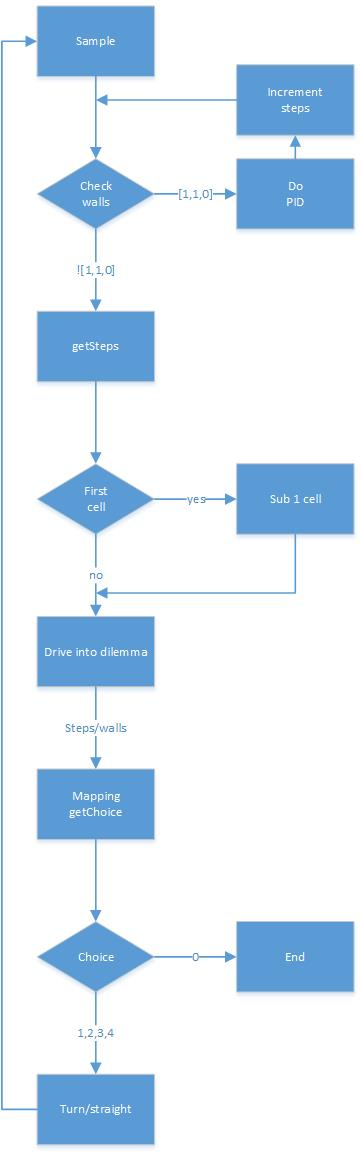 Sample
Increment
steps
Check
walls
[1,1,0]
Do
PID
![1,1,0]
getSteps
First
cell
yes
Sub 1 cell
no
Drive into dilemma
Steps/walls
Mapping
getChoice
Choice
0
End
1,2,3,4
Turn/straight